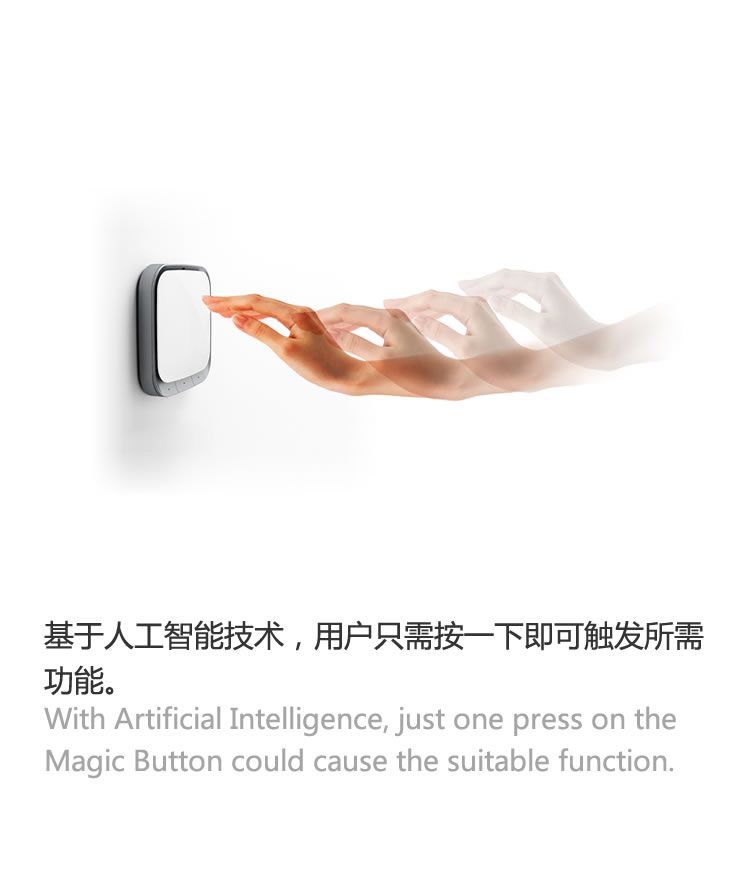 基于人工智能技术，用户只需按一下即可触发所需
功能。
With Artificial Intelligence, just one press on the
Magic Button could cause the suitable function.